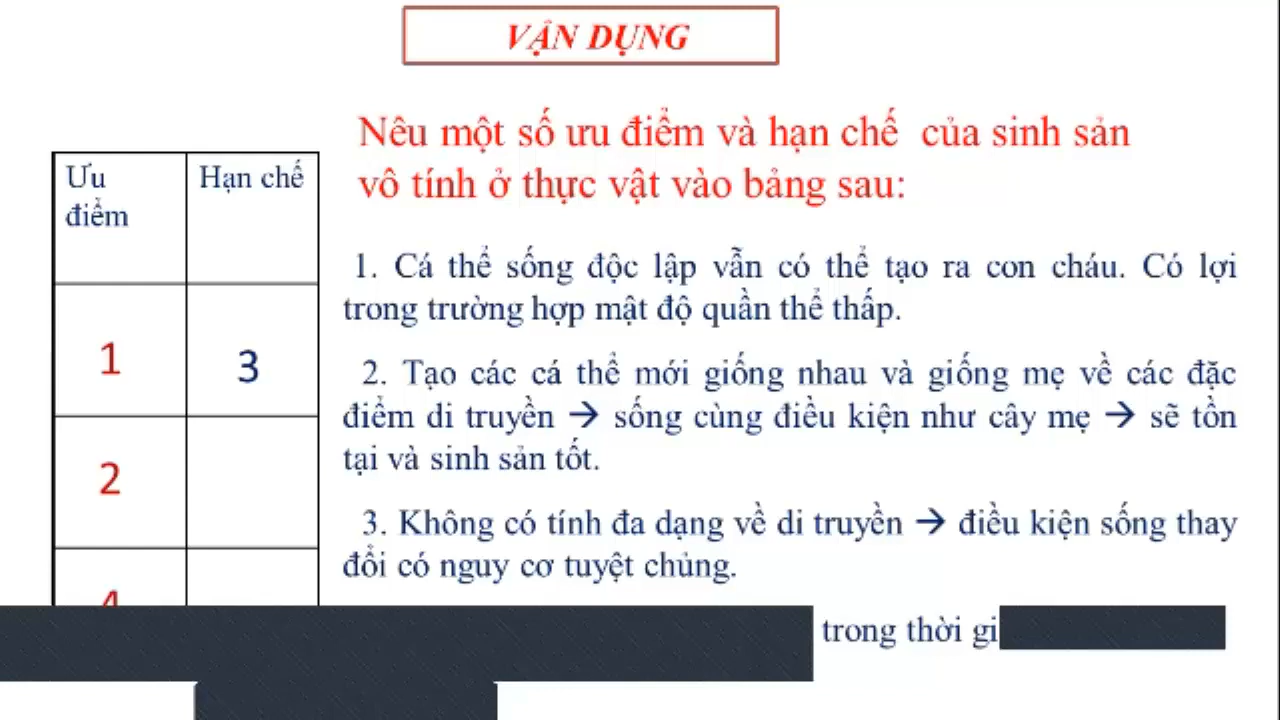 VẬN DỤNG
Nêu một số ưu điểm và hạn chế của sinh sản
vô tính ở thực vật vào bảng sau:
Ưu
điểm
Hạn chế
1
3
2
4
1. Cá thể sống độc lập vẫn có thể tạo ra con cháu. Có lợi
trong trường hợp mật độ quần thể thấp.
2. Tạo các cá thể mới giống nhau và giống mẹ về các đặc
điểm di truyền → sống cùng điều kiện như cây mẹ → sẽ tồn
tại và sinh sản tốt.
3. Không có tính đa dạng về di truyền → điều kiện sống thay
đổi có nguy cơ tuyệt chủng.
trong thời gi